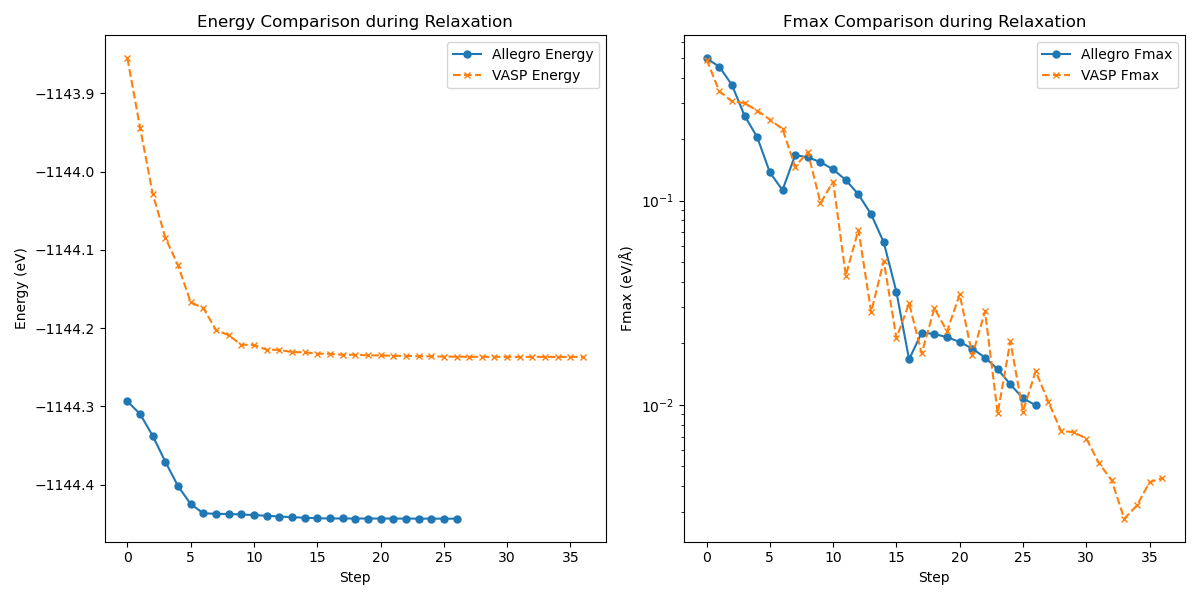 Energy Comparison during Relaxation
Allegro Energy
VASP Energy
−1143.9
−1144.0
−1144.1
−1144.2
−1144.3
−1144.4
Energy (eV)
0 5 10 15 20 25 30 35
Step
Fmax Comparison during Relaxation
Allegro Fmax
VASP Fmax
10⁻¹
10⁻²
Fmax (eV/Å)
0 5 10 15 20 25 30 35
Step